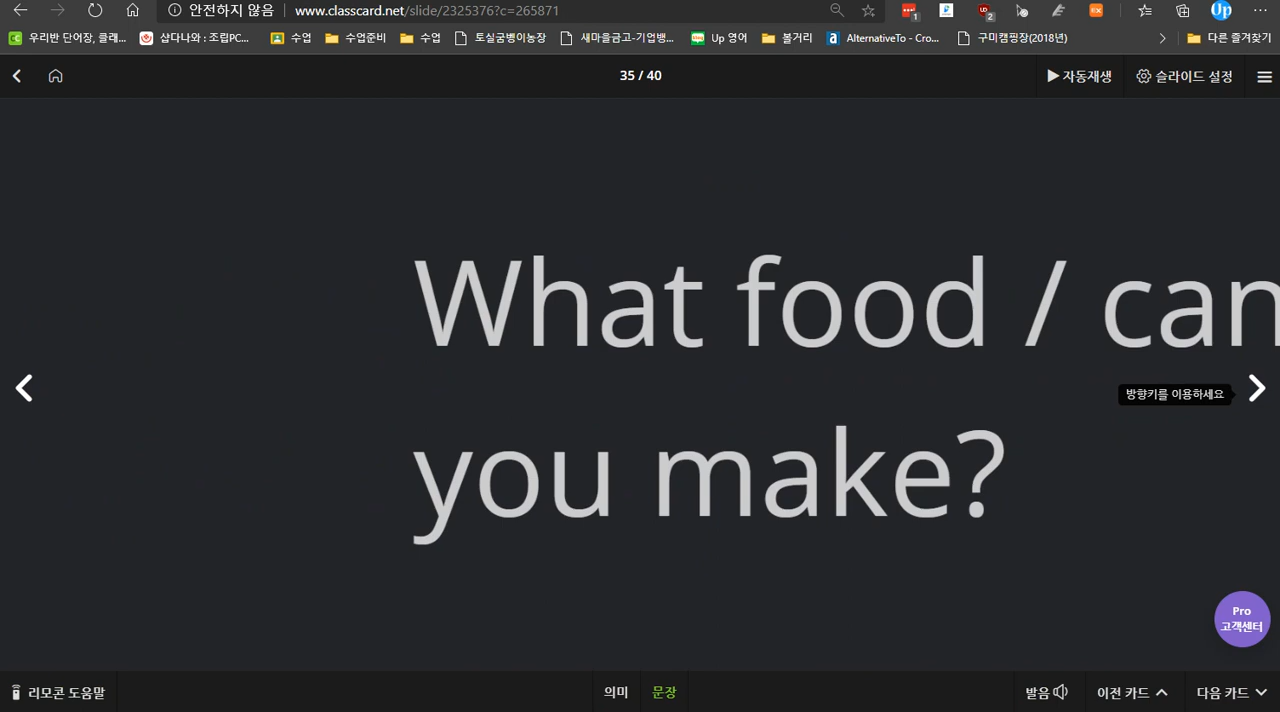 안전하지 않음 www.classcard.net/slide/2325376?c=265871
1 2 EX Up
우리반 단어장, 클래... 샵다나와 : 조립PC... 수업 수업준비 수업 토실굼벵이농장 새마을금고-기업뱅... Up 영어 볼거리 AlternativeTo - Cro... 구미캠핑장(2018년) 다른 즐겨찾기
35 / 40 자동재생 슬라이드 설정
What food / can
방향키를 이용하세요
you make?
Pro
고객센터
리모콘 도움말 의미 문장 발음 이전 카드 다음 카드